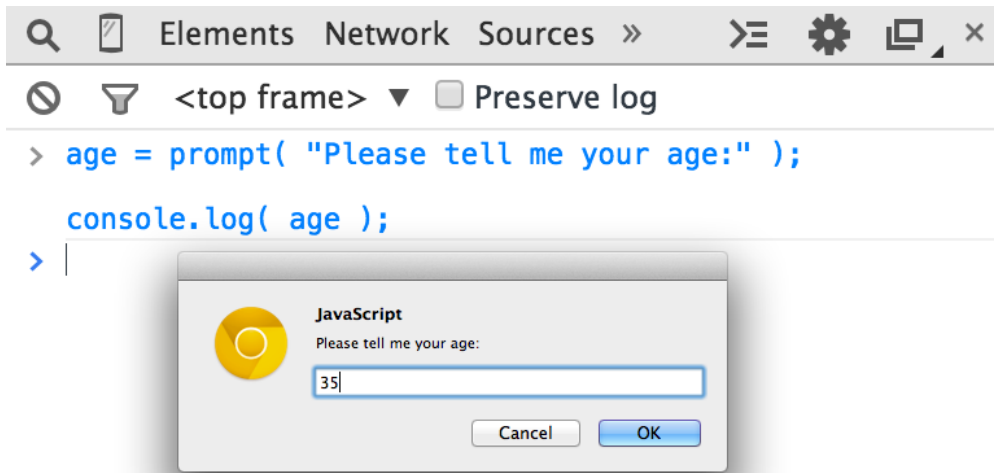 Elements Network Sources »
<top frame> ▼ Preserve log
> age = prompt( "Please tell me your age:" );
console.log( age );
>
JavaScript
Please tell me your age:
35
Cancel OK